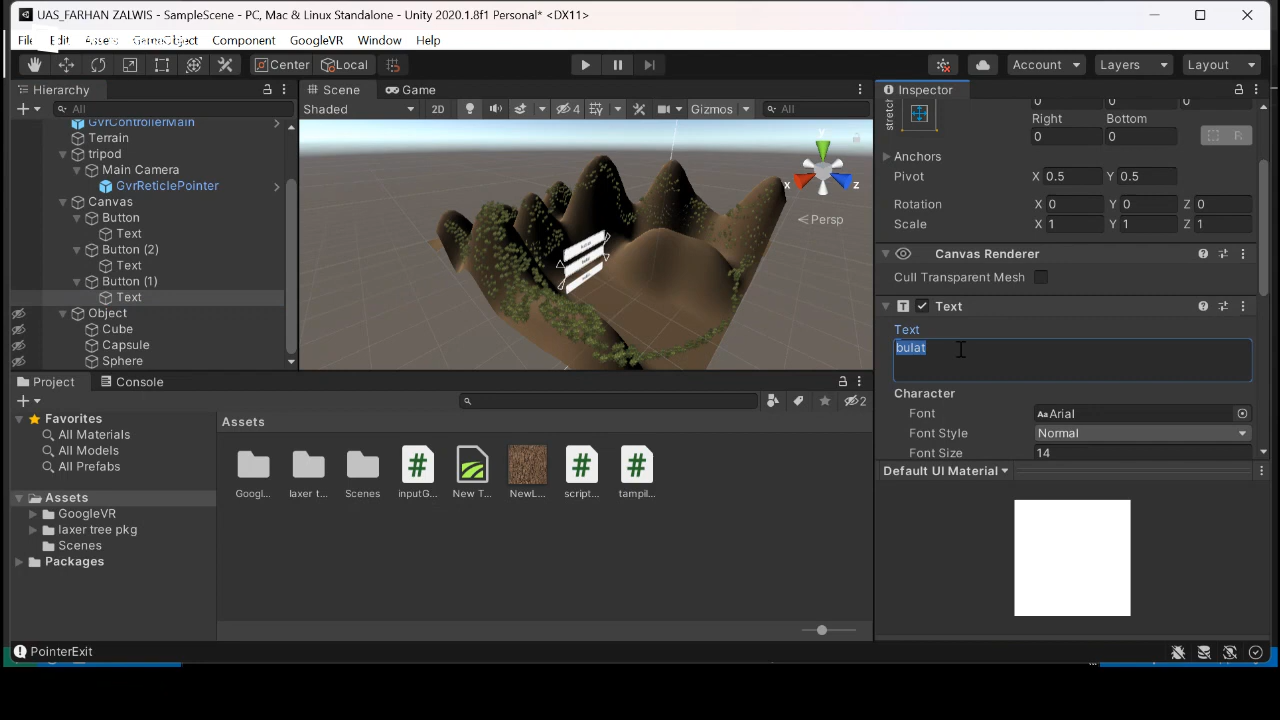 UAS_FARHAN ZALWIS - SampleScene - PC, Mac & Linux Standalone - Unity 2020.1.8f1 Personal* <DX11>
File Edit Assets GameObject Component GoogleVR Window Help
Center Local Account Layers Layout
Hierarchy
All
GvrControllerMain
Terrain
tripod
Main Camera
GvrReticlePointer
Canvas
Button
Text
Button (2)
Text
Button (1)
Text
Object
Cube
Capsule
Sphere
Scene Game
Shaded 2D 4 Gizmos All
y
x z
Persp
Inspector
stretch
0 0 0
Right Bottom
0 0 R
Anchors
Pivot X 0.5 Y 0.5
Rotation X 0 Y 0 Z 0
Scale X 1 Y 1 Z 1
Canvas Renderer
Cull Transparent Mesh
T Text
Text
bulat
Character
Font Aa Arial
Font Style Normal
Font Size 14
Default UI Material
Project Console
2
Favorites
All Materials
All Models
All Prefabs
Assets
GoogleVR
laxer tree pkg
Scenes
Packages
Assets
Googl... laxer t... Scenes inputG... New T... NewL... script... tampil...
PointerExit